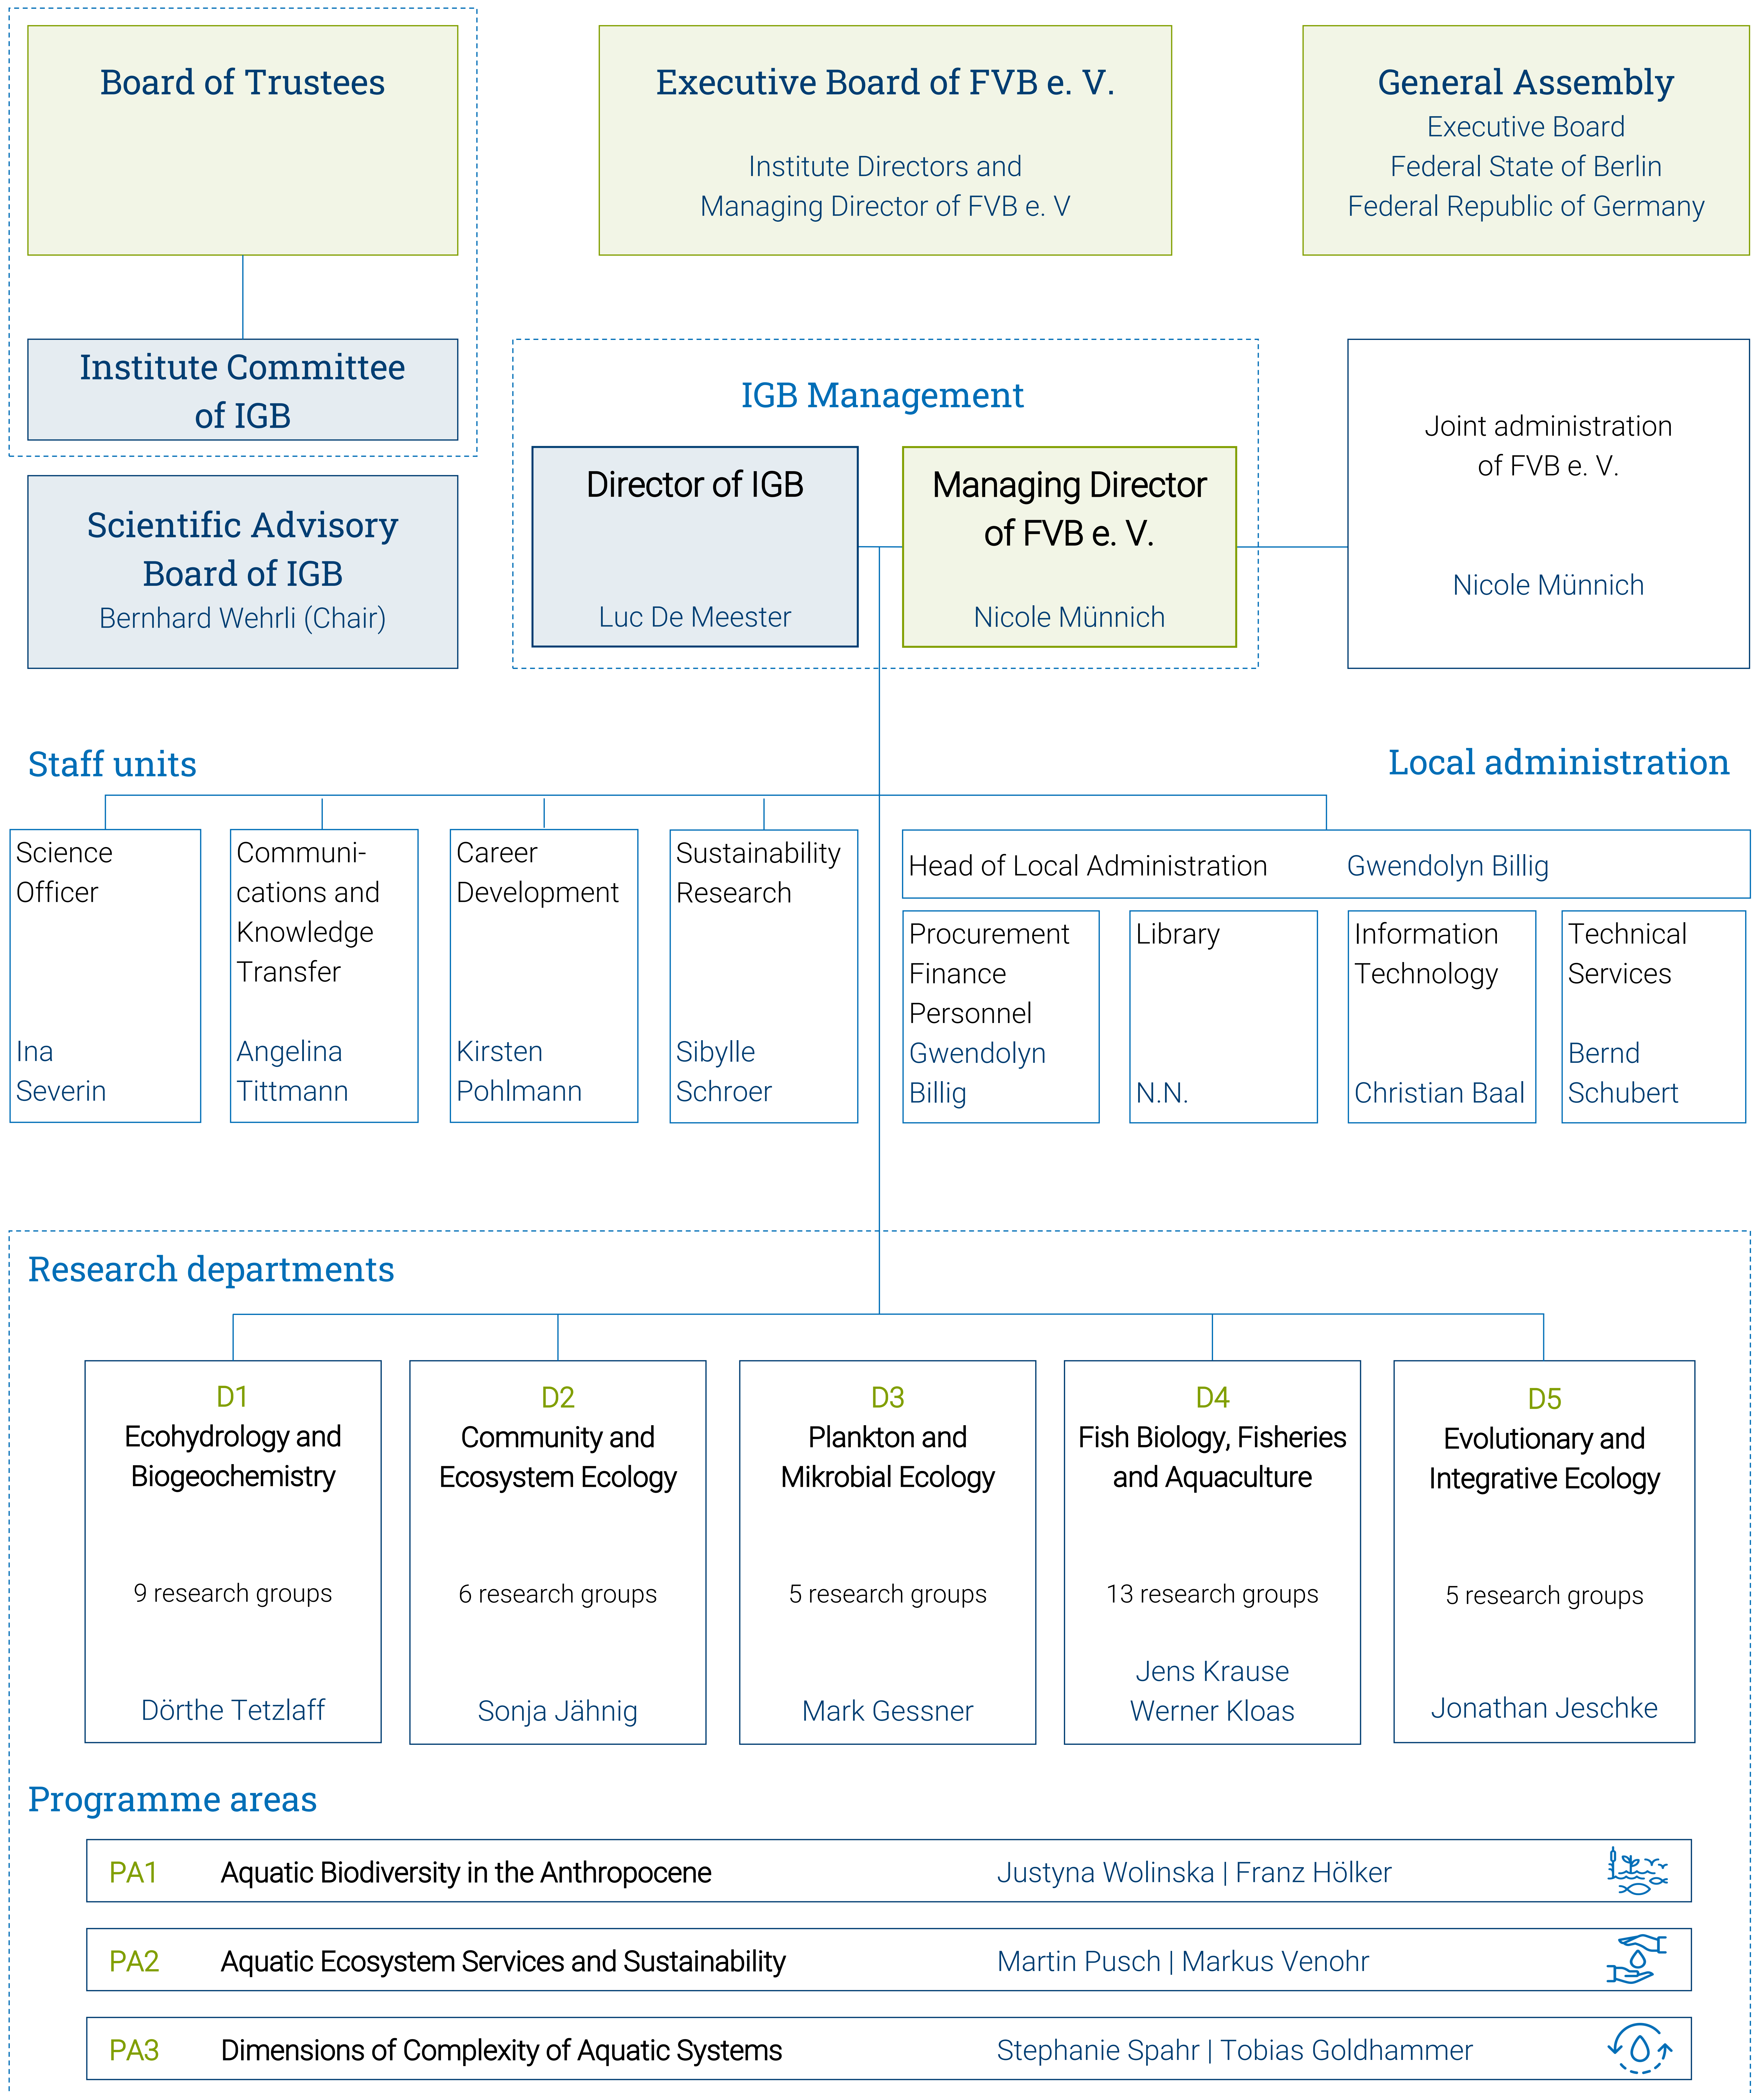 Board of Trustees
Executive Board of FVB e. V.
Institute Directors and
Managing Director of FVB e. V
General Assembly
Executive Board
Federal State of Berlin
Federal Republic of Germany
Institute Committee
of IGB
Scientific Advisory
Board of IGB
Bernhard Wehrli (Chair)
IGB Management
Director of IGB
Luc De Meester
Managing Director
of FVB e. V.
Nicole Münnich
Joint administration
of FVB e. V.
Nicole Münnich
Staff units
Local administration
Science
Officer
Ina
Severin
Communi-
cations and
Knowledge
Transfer
Angelina
Tittmann
Career
Development
Kirsten
Pohlmann
Sustainability
Research
Sibylle
Schroer
Head of Local Administration Gwendolyn Billig
Procurement
Finance
Personnel
Gwendolyn
Billig
Library
N.N.
Information
Technology
Christian Baal
Technical
Services
Bernd
Schubert
Research departments
D1
Ecohydrology and
Biogeochemistry
9 research groups
Dörthe Tetzlaff
D2
Community and
Ecosystem Ecology
6 research groups
Sonja Jähnig
D3
Plankton and
Mikrobial Ecology
5 research groups
Mark Gessner
D4
Fish Biology, Fisheries
and Aquaculture
13 research groups
Jens Krause
Werner Kloas
D5
Evolutionary and
Integrative Ecology
5 research groups
Jonathan Jeschke
Programme areas
PA1 Aquatic Biodiversity in the Anthropocene Justyna Wolinska | Franz Hölker
PA2 Aquatic Ecosystem Services and Sustainability Martin Pusch | Markus Venohr
PA3 Dimensions of Complexity of Aquatic Systems Stephanie Spahr | Tobias Goldhammer